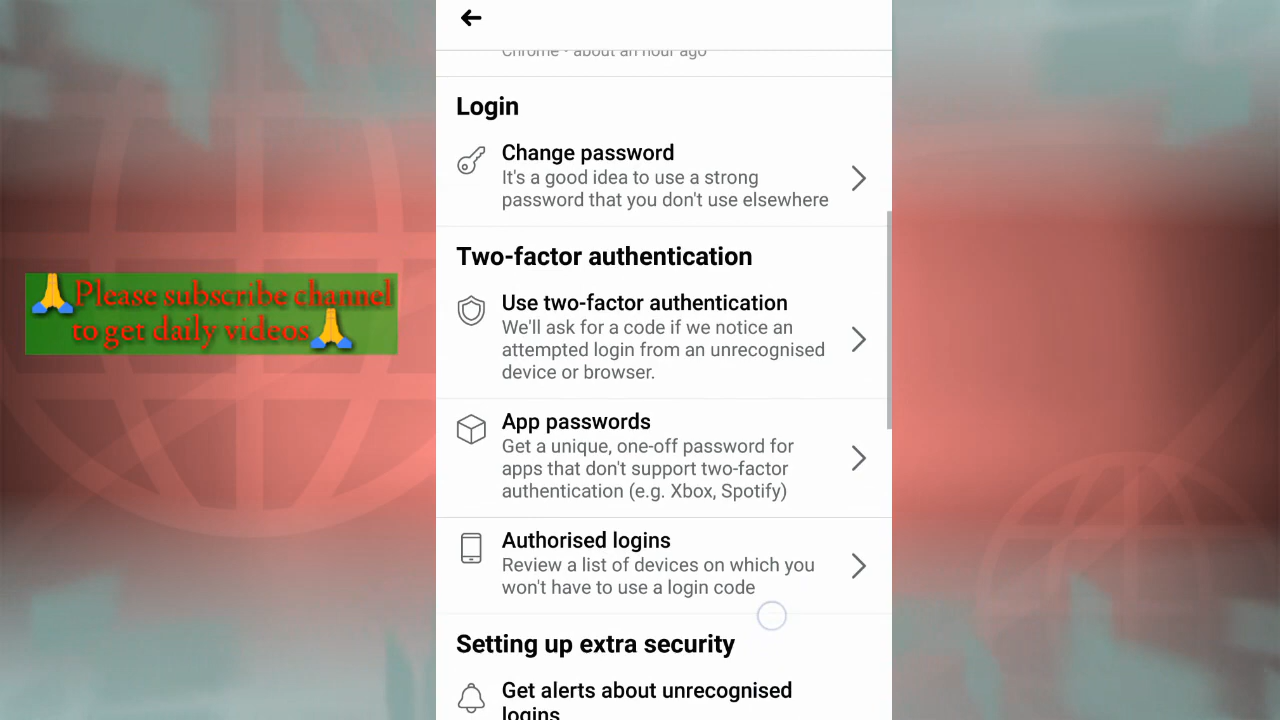 Chrome · about an hour ago
Login
Change password
It's a good idea to use a strong
password that you don't use elsewhere
Two-factor authentication
Use two-factor authentication
We'll ask for a code if we notice an
attempted login from an unrecognised
device or browser.
App passwords
Get a unique, one-off password for
apps that don't support two-factor
authentication (e.g. Xbox, Spotify)
Authorised logins
Review a list of devices on which you
won't have to use a login code
Setting up extra security
Get alerts about unrecognised
logins
🙏Please subscribe channel
to get daily videos🙏